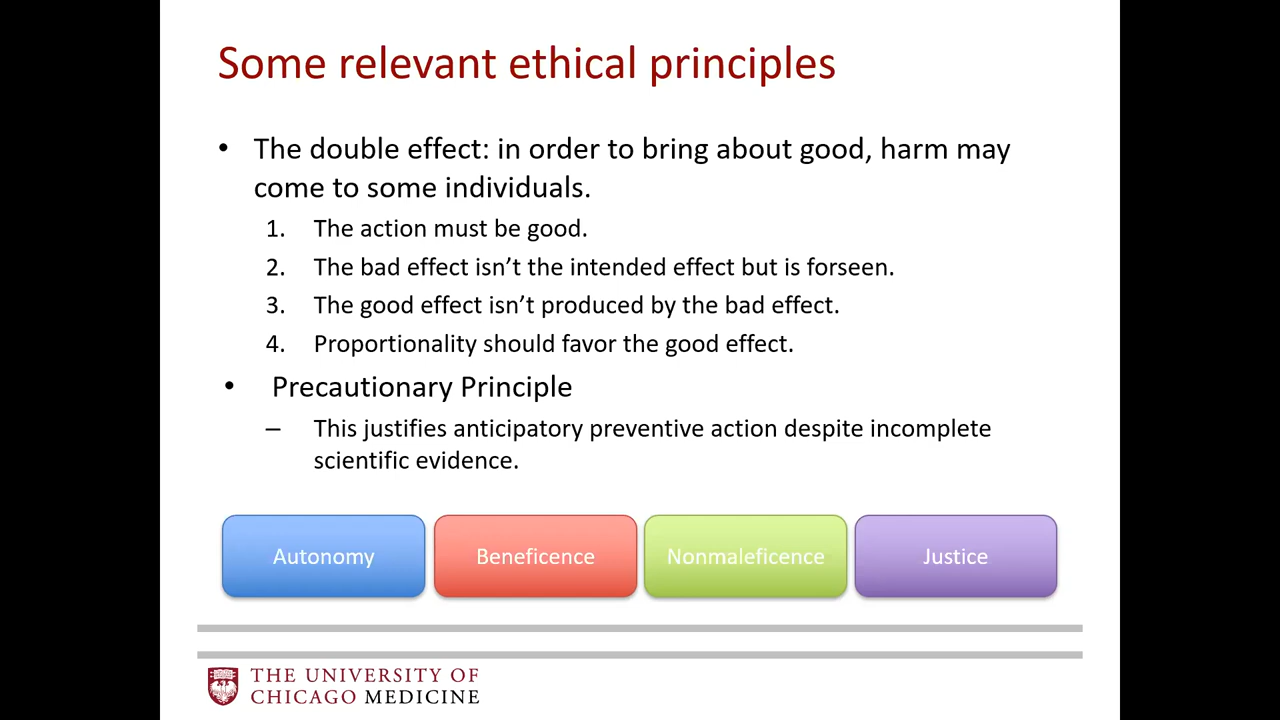 Some relevant ethical principles
• The double effect: in order to bring about good, harm may
come to some individuals.
1. The action must be good.
2. The bad effect isn’t the intended effect but is forseen.
3. The good effect isn’t produced by the bad effect.
4. Proportionality should favor the good effect.
• Precautionary Principle
– This justifies anticipatory preventive action despite incomplete
scientific evidence.
Autonomy
Beneficence
Nonmaleficence
Justice
THE UNIVERSITY OF
CHICAGO MEDICINE